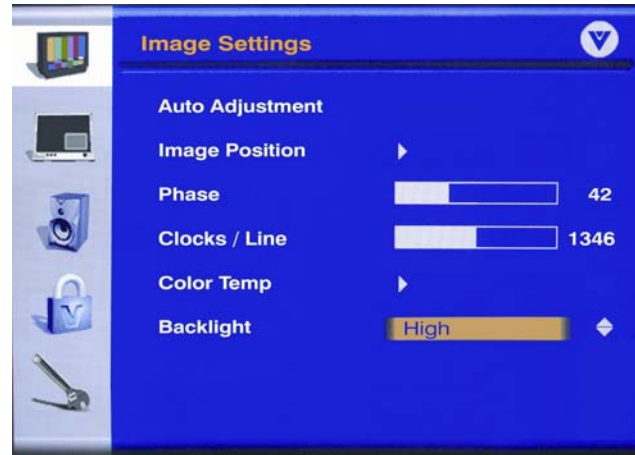 Image Settings
V
Auto Adjustment
Image Position
Phase 42
Clocks / Line 1346
Color Temp
Backlight High
V